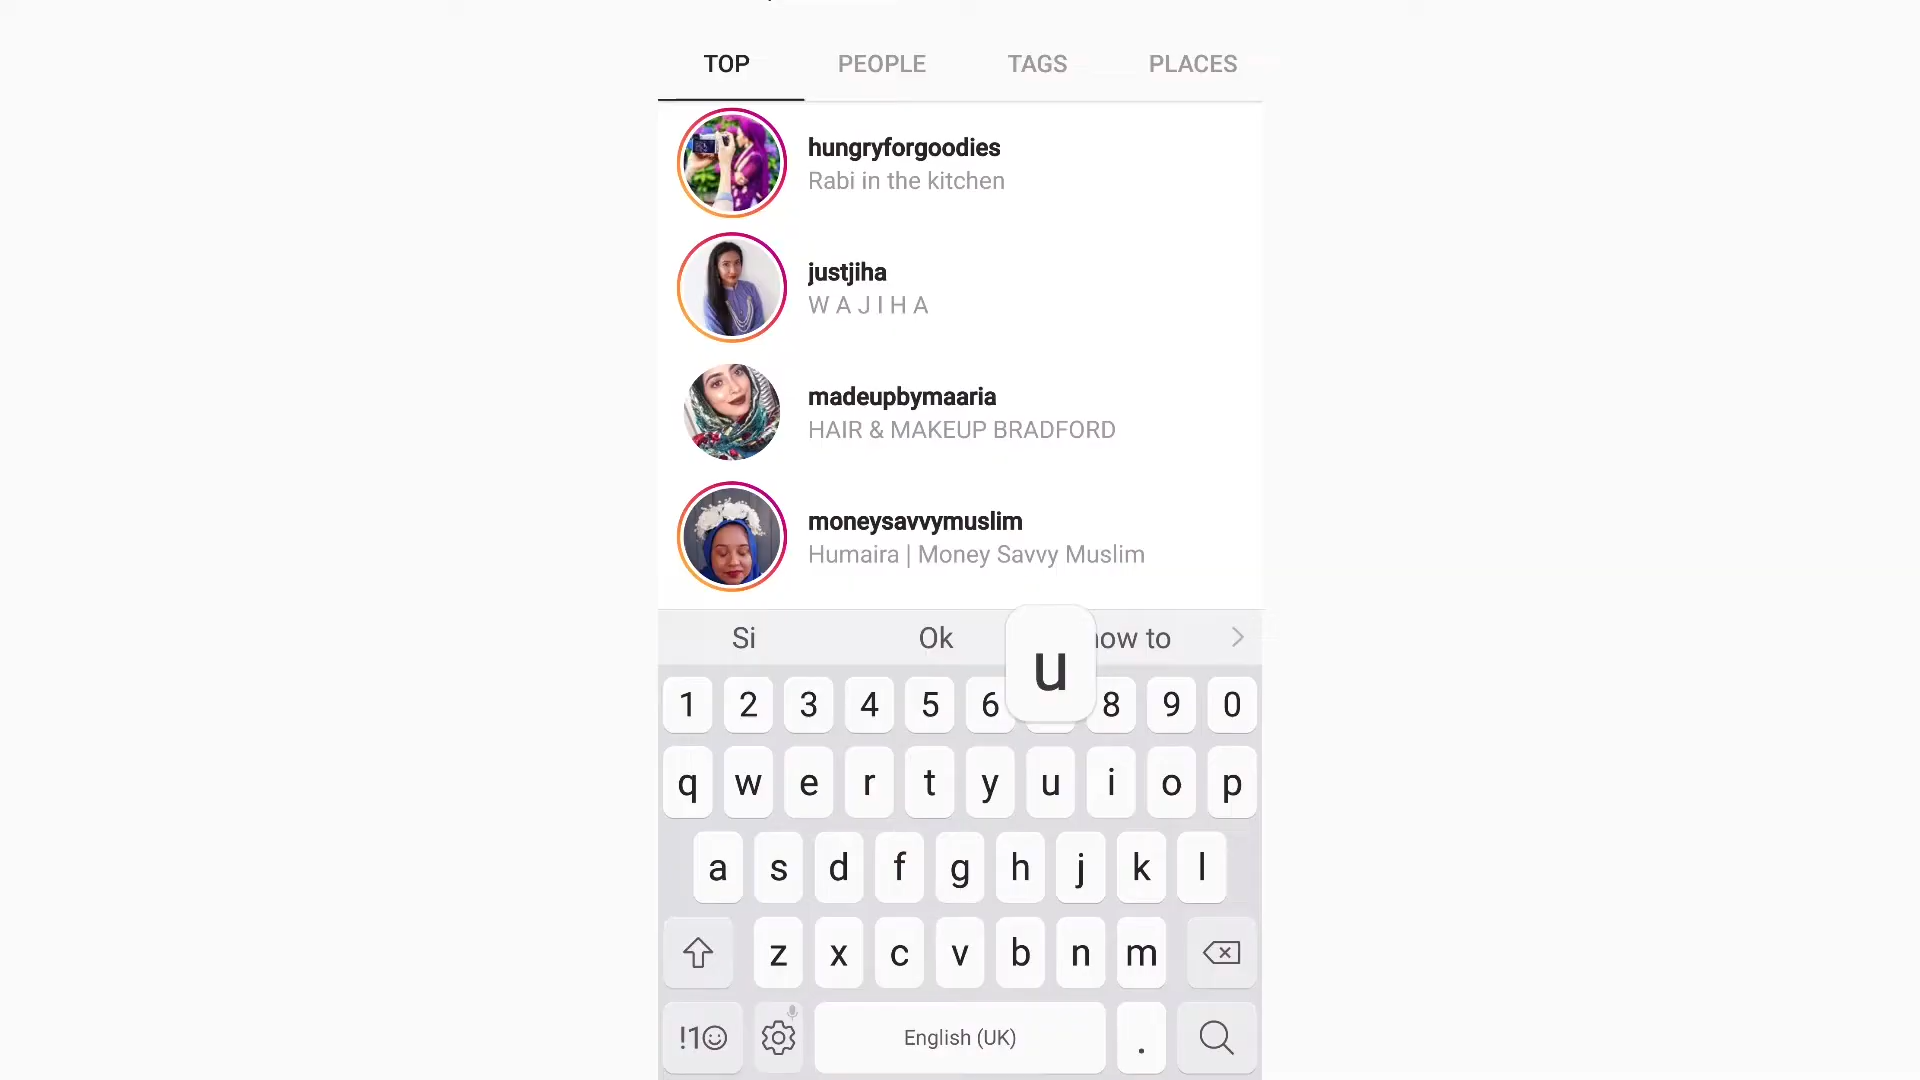 TOP PEOPLE TAGS PLACES
hungryforgoodies
Rabi in the kitchen
justjiha
W A J I H A
madeupbymaaria
HAIR & MAKEUP BRADFORD
moneysavvymuslim
Humaira | Money Savvy Muslim
Si Ok how to
u
1 2 3 4 5 6 8 9 0
q w e r t y u i o p
a s d f g h j k l
z x c v b n m
!1☺ English (UK) .